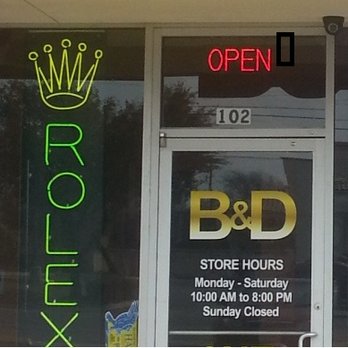 OPEN
102
ROLEX
B&D
STORE HOURS
Monday - Saturday
10:00 AM to 8:00 PM
Sunday Closed